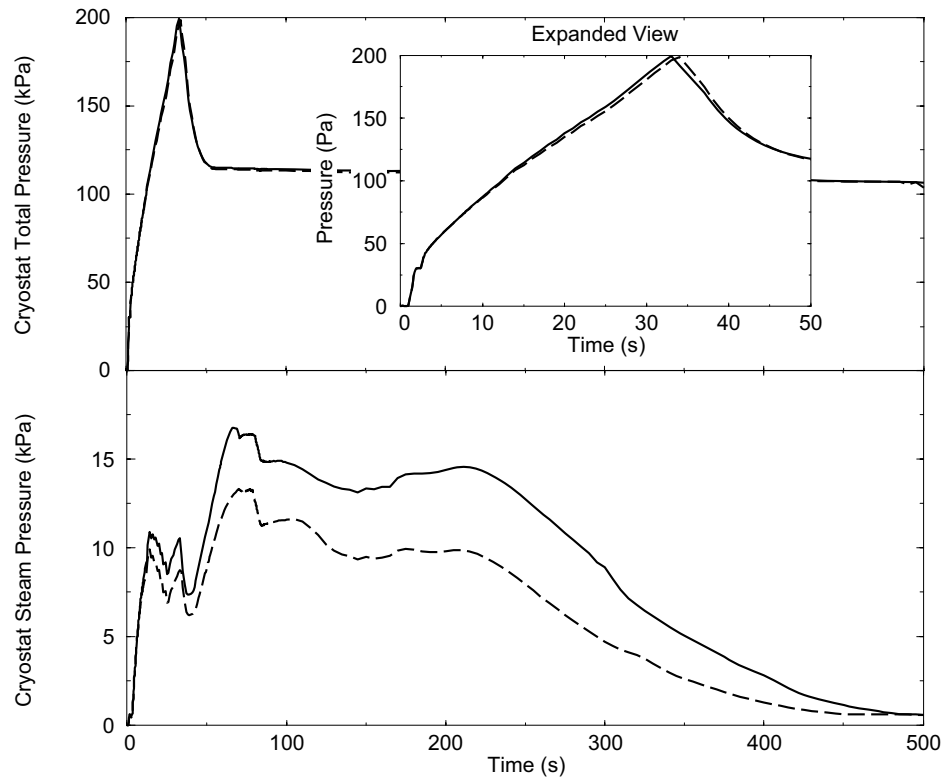 Cryostat Total Pressure (kPa)
200
150
100
50
0
Expanded View
Pressure (Pa)
200
150
100
50
0
0 10 20 30 40 50
Time (s)
Cryostat Steam Pressure (kPa)
15
10
5
0
0 100 200 300 400 500
Time (s)